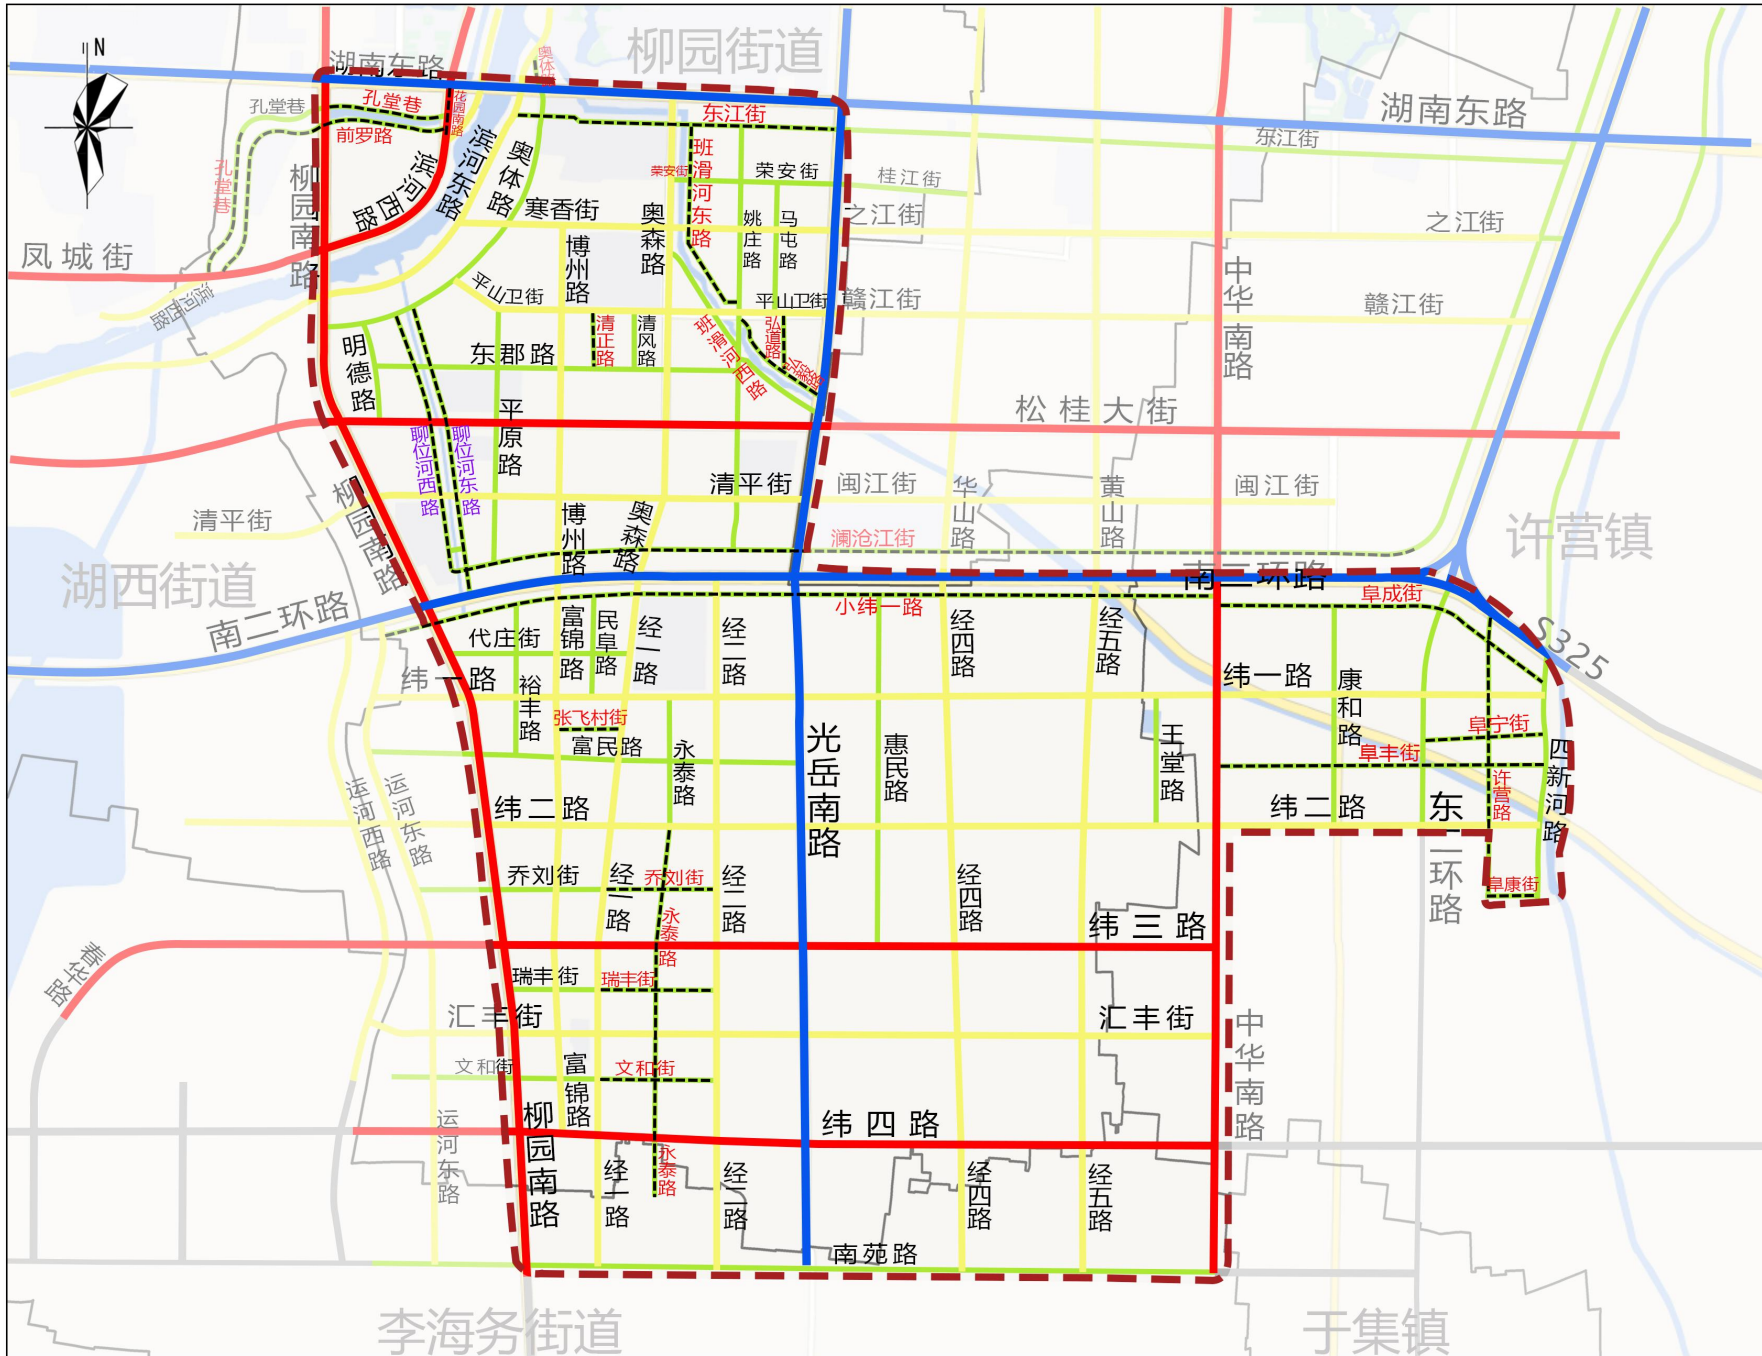 N
柳园街道
湖南东路
奥体路
孔堂巷
孔堂巷
花园南路
前罗路
滨河西路
滨河东路
奥体路
东江街
湖南东路
东江街
孔堂巷
柳园南路
班滑河东路
荣安街
荣安街
桂江街
凤城街
寒香街
奥森路
姚庄路
马屯路
之江街
之江街
博州路
中华南路
滨河西路
平山卫街
平山卫街
赣江街
赣江街
明德路
东郡路
清正路
清风路
班滑河西路
弘道路
平原路
松桂大街
聊位河西路
聊位河东路
清平街
闽江街
华山路
黄山路
闽江街
清平街
柳园南路
博州路
奥森路
澜沧江街
许营镇
湖西街道
南二环路
南二环路
阜成街
小纬一路
S325
代庄街
富锦路
民阜路
经一路
经二路
经四路
经五路
纬一路
裕丰路
纬一路
康和路
张飞村街
富民路
永泰路
光岳南路
惠民路
王堂路
阜宁街
阜丰街
四新河路
许营路
运河西路
运河东路
纬二路
纬二路
东二环路
乔刘街
经一路
乔刘街
经二路
经四路
阜康街
永泰路
纬三路
春华路
瑞丰街
瑞丰街
汇丰街
汇丰街
中华南路
文和街
富锦路
文和街
运河东路
柳园南路
纬四路
经一路
永泰路
经二路
经四路
经五路
南苑路
李海务街道
于集镇